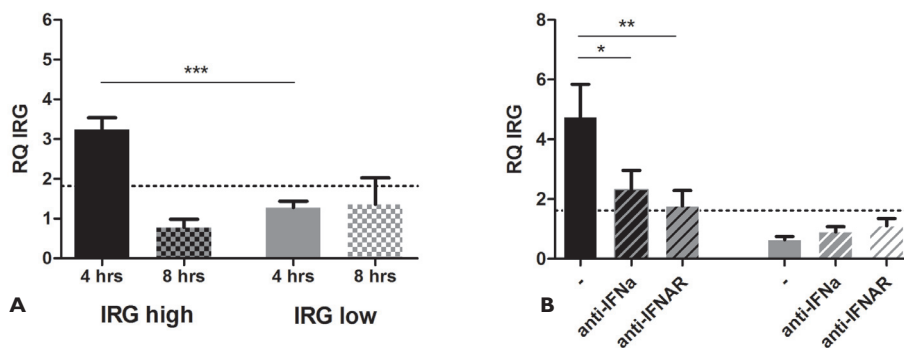 6
5
4
3
2
1
0
RQ IRG
***
4 hrs 8 hrs 4 hrs 8 hrs
IRG high IRG low
A
8
6
4
2
0
RQ IRG
**
*
- anti-IFNa anti-IFNAR - anti-IFNa anti-IFNAR
B